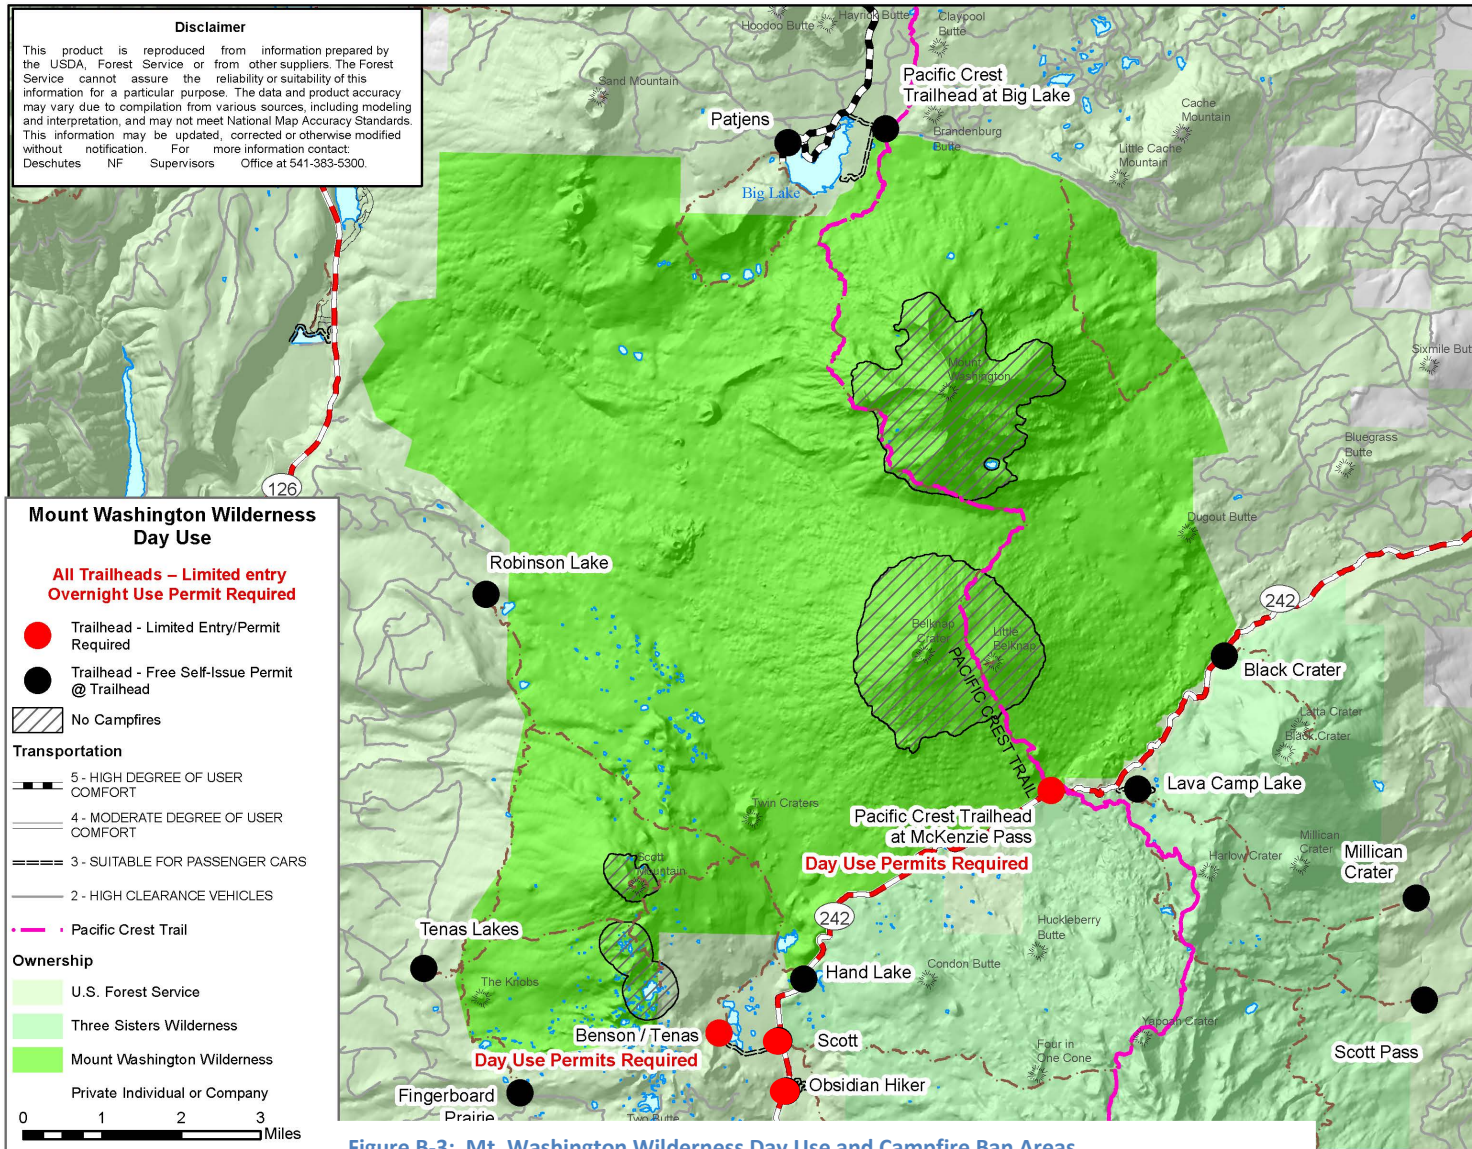 Disclaimer
This product is reproduced from information prepared by
the USDA, Forest Service or from other suppliers. The Forest
Service cannot assure the reliability or suitability of this
information for a particular purpose. The data and product accuracy
may vary due to compilation from various sources, including modeling
and interpretation, and may not meet National Map Accuracy Standards.
This information may be updated, corrected or otherwise modified
without notification. For more information contact:
Deschutes NF Supervisors Office at 541-383-5300.
Hoodoo Butte
Hayrick Butte
Claypool
Butte
Sand Mountain
Pacific Crest
Trailhead at Big Lake
Patjens
Brandenburg
Butte
Cache
Mountain
Little Cache
Mountain
Big Lake
Mount
Washington
Sixmile But
Bluegrass
Butte
Dugout Butte
126
242
Robinson Lake
Belknap
Crater
Little
Belknap
PACIFIC CREST TRAIL
Black Crater
Latta Crater
Black Crater
Lava Camp Lake
Twin Craters
Pacific Crest Trailhead
at McKenzie Pass
Day Use Permits Required
Scott
Mountain
Harlow Crater
Millican
Crater
Millican
Crater
242
Huckleberry
Butte
Tenas Lakes
Hand Lake
Condon Butte
The Knobs
Benson / Tenas
Day Use Permits Required
Scott
Yapoah Crater
Four in
One Cone
Scott Pass
Obsidian Hiker
Fingerboard
Prairie
Two Butte
Mount Washington Wilderness
Day Use
All Trailheads – Limited entry
Overnight Use Permit Required
Trailhead - Limited Entry/Permit
Required
Trailhead - Free Self-Issue Permit
@ Trailhead
No Campfires
Transportation
5 - HIGH DEGREE OF USER
COMFORT
4 - MODERATE DEGREE OF USER
COMFORT
3 - SUITABLE FOR PASSENGER CARS
2 - HIGH CLEARANCE VEHICLES
Pacific Crest Trail
Ownership
U.S. Forest Service
Three Sisters Wilderness
Mount Washington Wilderness
Private Individual or Company
0 1 2 3
Miles
Figure B-3: Mt. Washington Wilderness Day Use and Campfire Ban Areas